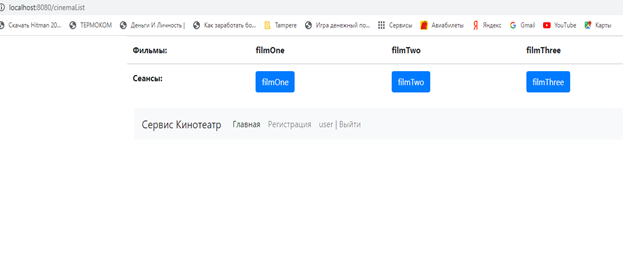 localhost:8080/cinemaList
Скачать Hitman 20... ТЕРМОКОМ Деньги И Личность | Как заработать бо... Tampere Игра денежный по... Сервисы Авиабилеты Яндекс Gmail YouTube Карты
Фильмы: filmOne filmTwo filmThree
Сеансы: filmOne filmTwo filmThree
Сервис Кинотеатр Главная Регистрация user | Выйти